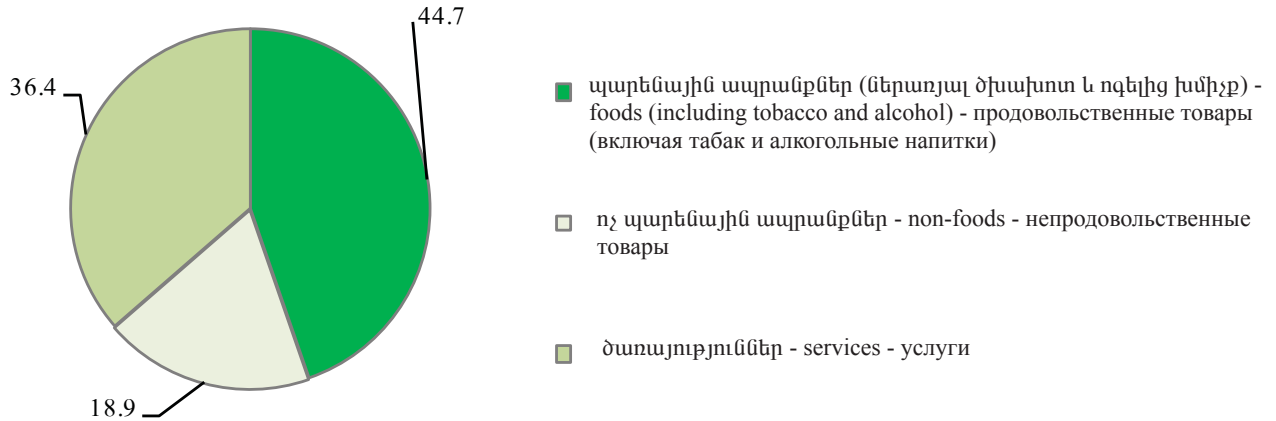 44.7
36.4
18.9
պարենային ապրանքներ (ներառյալ ծխախոտ և ոգելից խմիչք) -
foods (including tobacco and alcohol) - продовольственные товары
(включая табак и алкогольные напитки)
ոչ պարենային ապրանքներ - non-foods - непродовольственные
товары
ծառայություններ - services - услуги